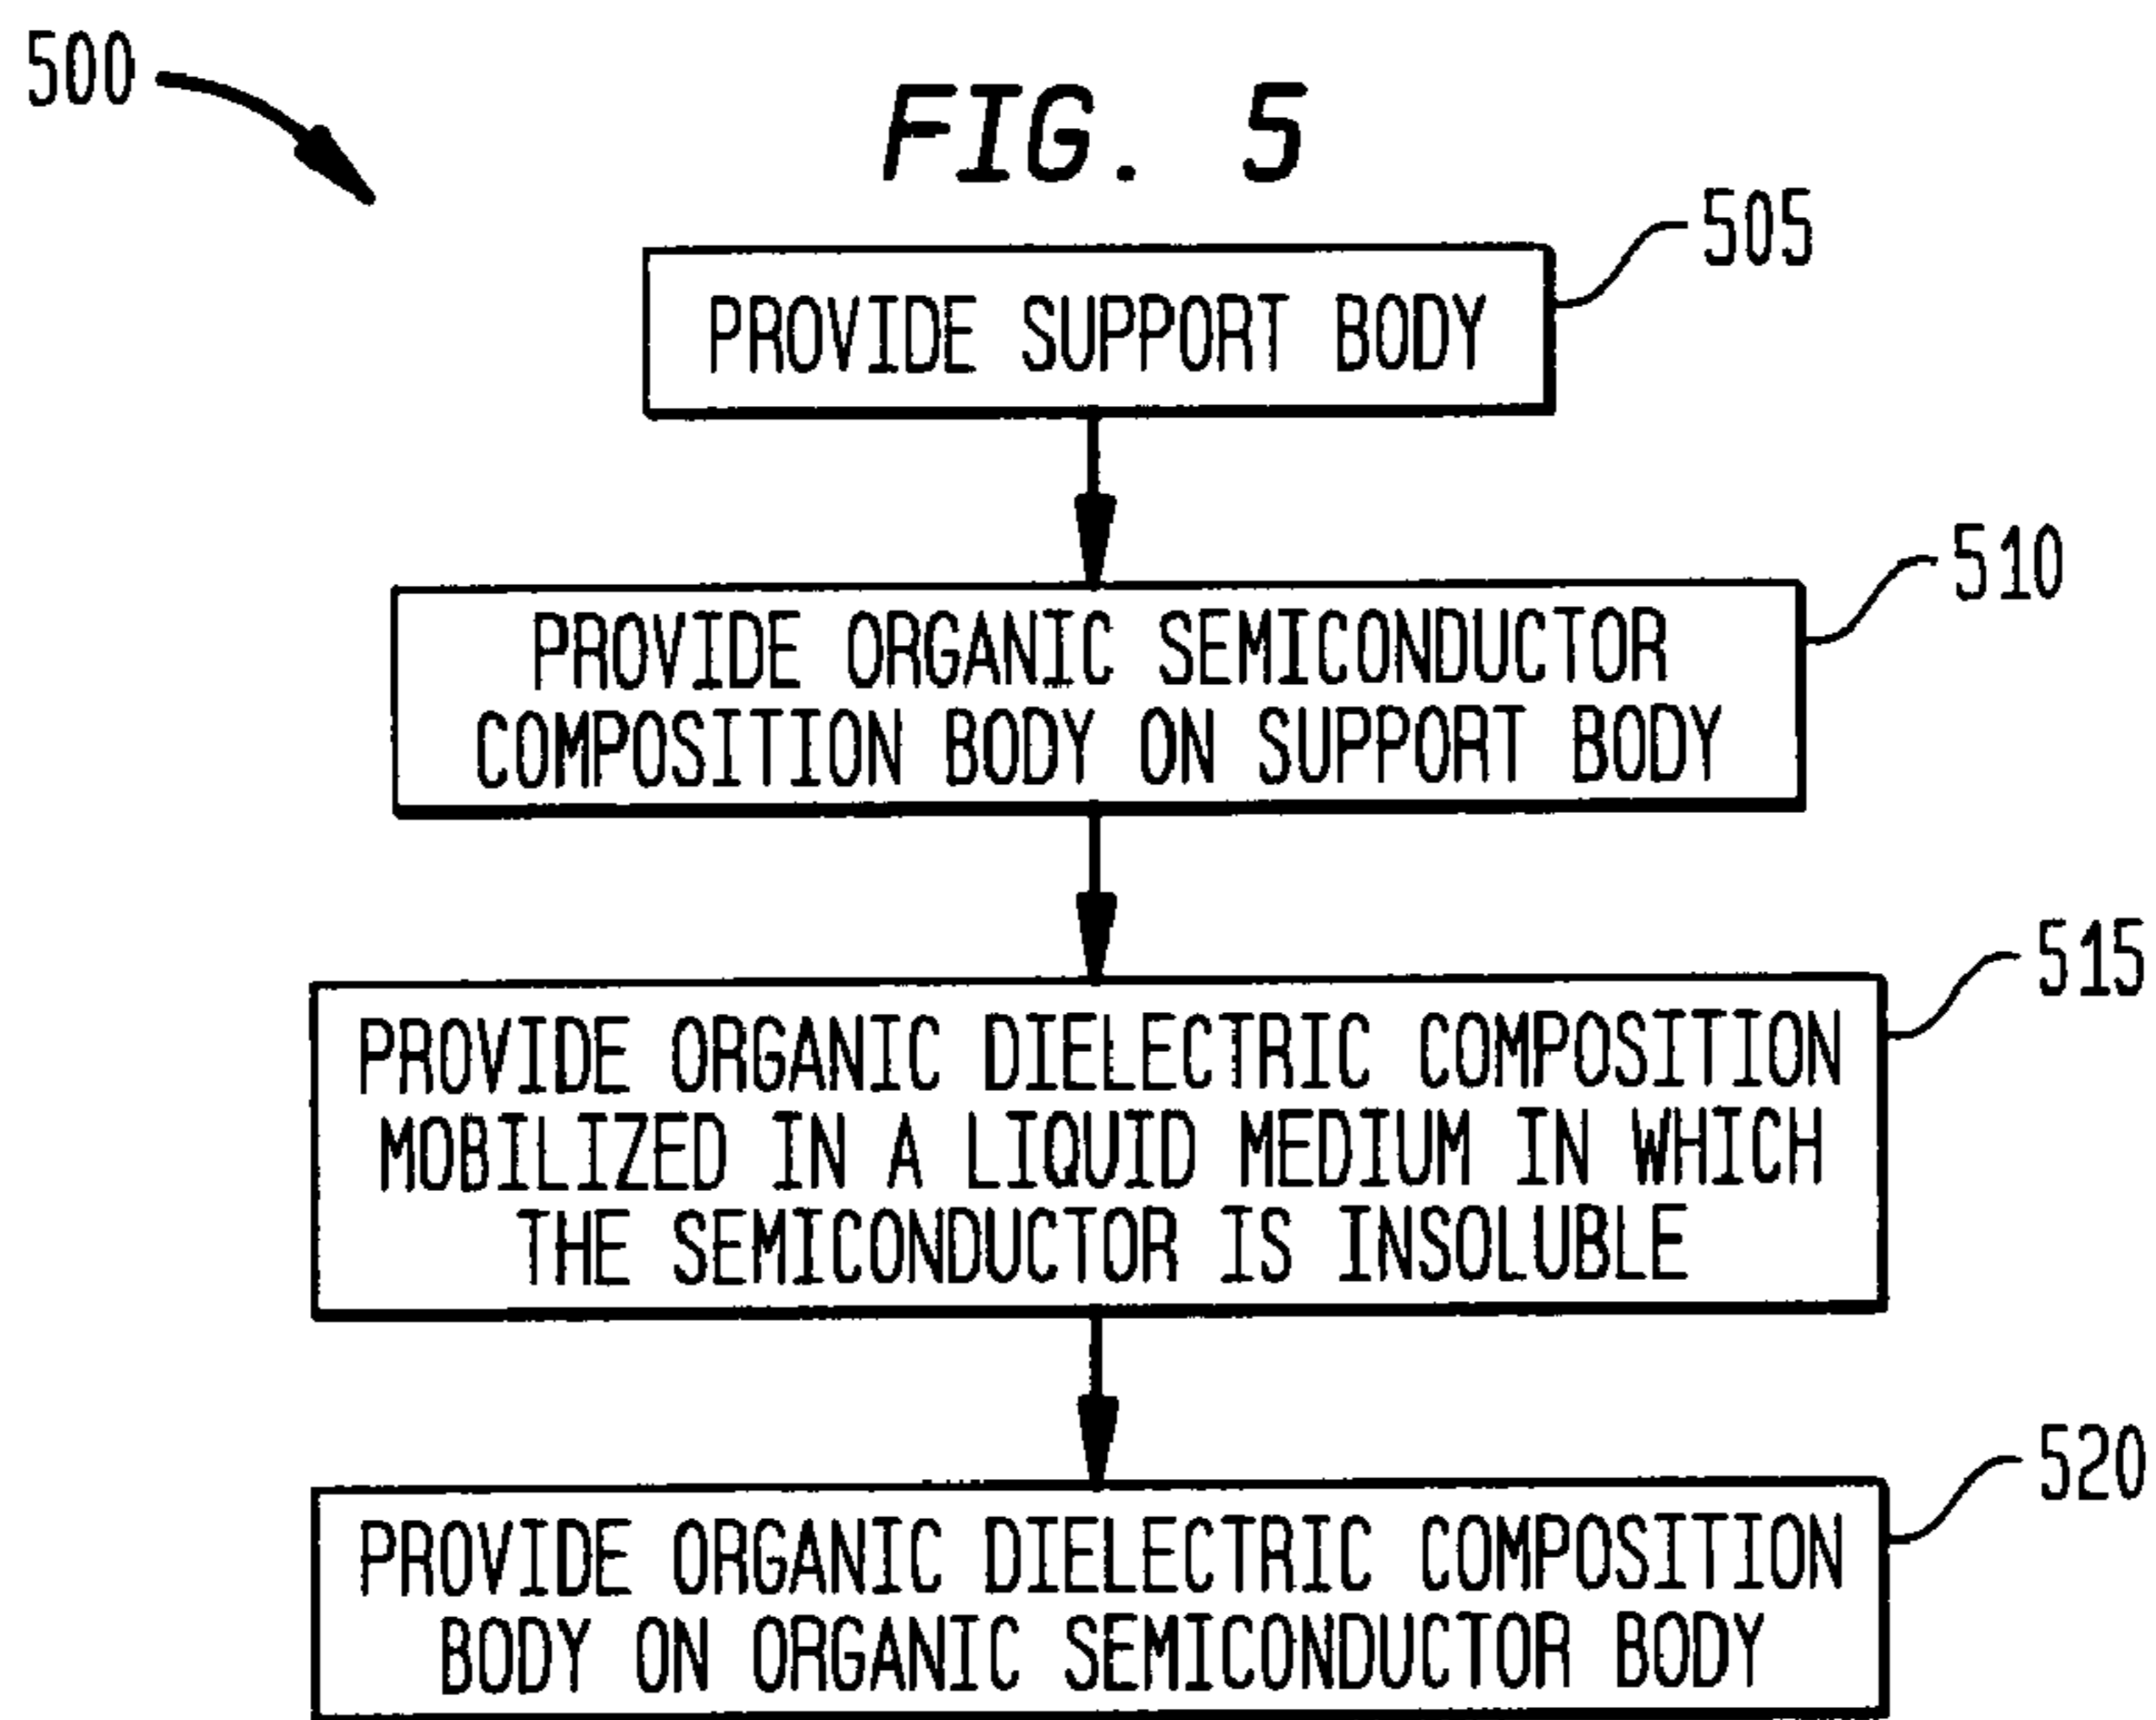 500
FIG. 5
505
PROVIDE SUPPORT BODY
510
PROVIDE ORGANIC SEMICONDUCTOR
COMPOSITION BODY ON SUPPORT BODY
515
PROVIDE ORGANIC DIELECTRIC COMPOSITION
MOBILIZED IN A LIQUID MEDIUM IN WHICH
THE SEMICONDUCTOR IS INSOLUBLE
520
PROVIDE ORGANIC DIELECTRIC COMPOSITION
BODY ON ORGANIC SEMICONDUCTOR BODY